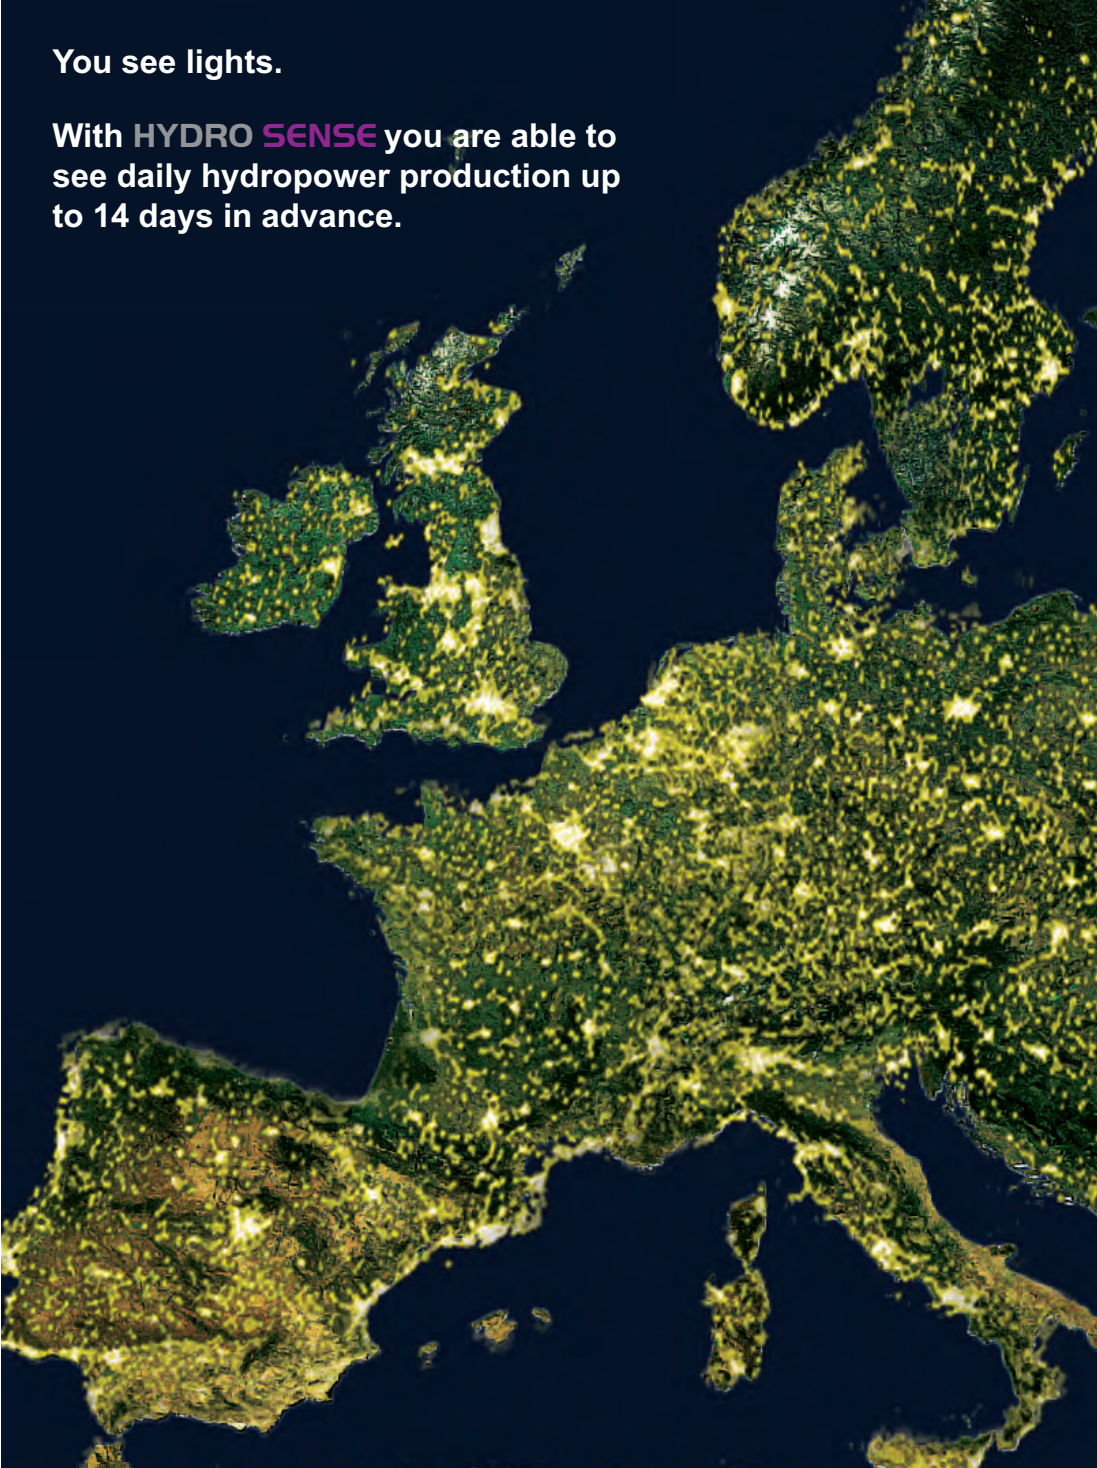 You see lights.
With HYDRO SENSE you are able to
see daily hydropower production up
to 14 days in advance.